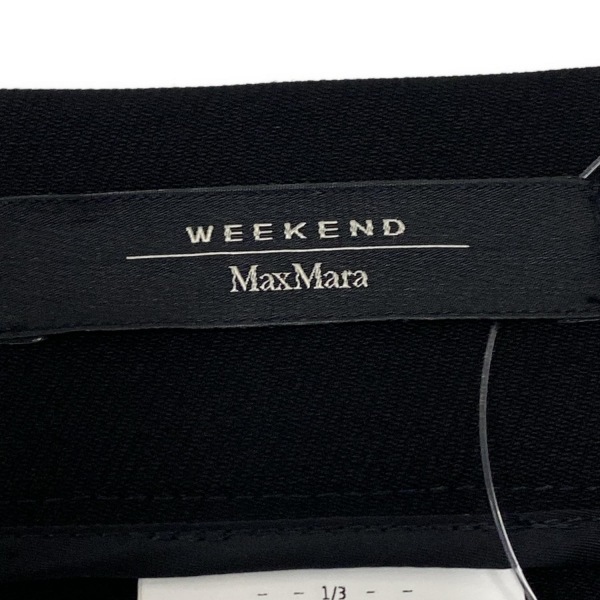 WEEKEND
MaxMara
- - 1/3 - -